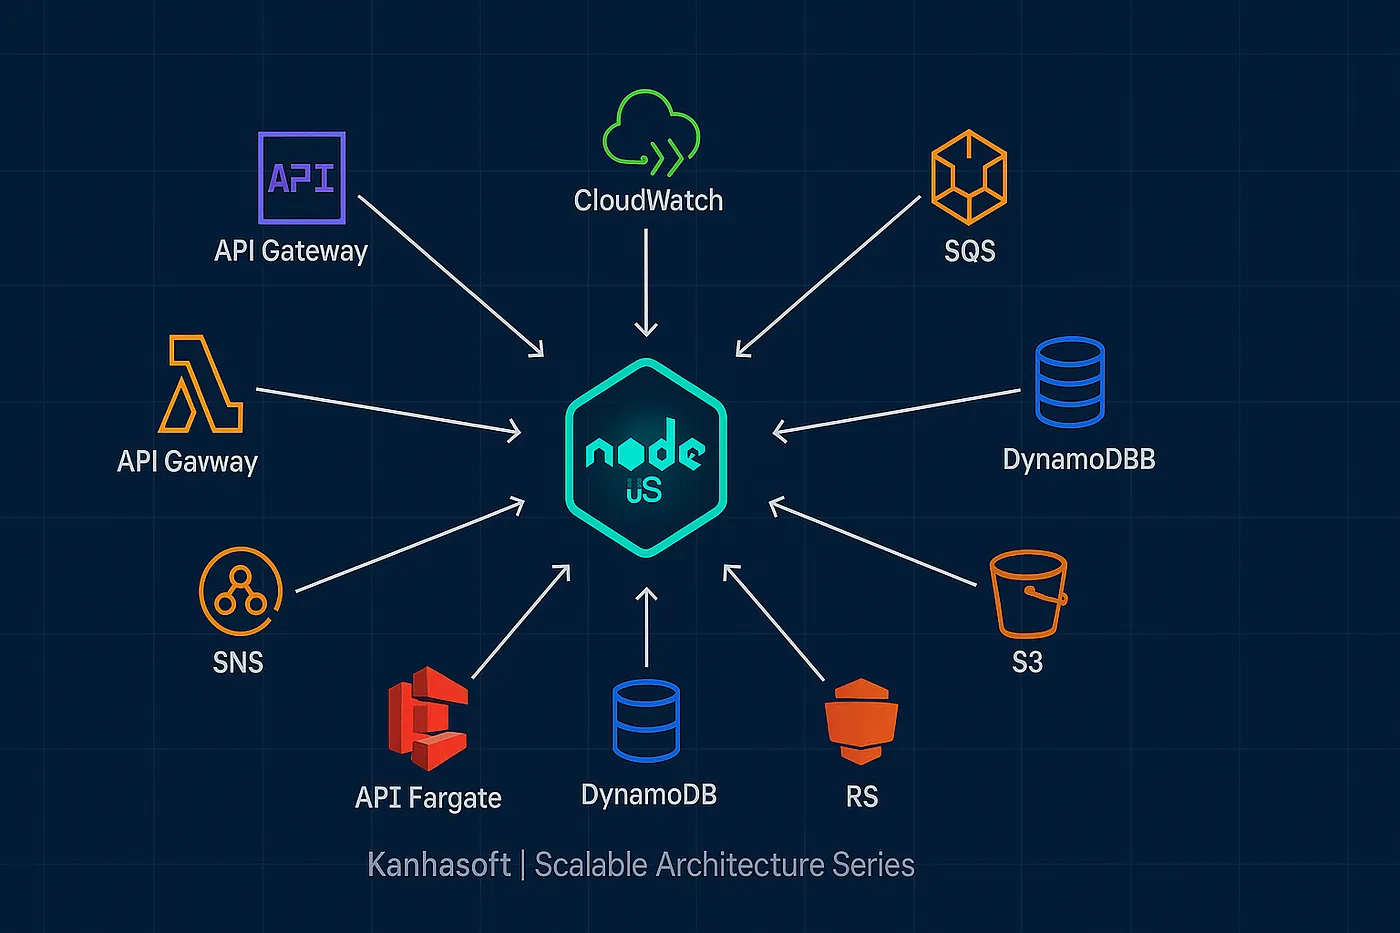 CloudWatch
API
API Gateway
SQS
API Gavway
node
üS
DynamoDBB
SNS
S3
API Fargate
DynamoDB
RS
Kanhasoft | Scalable Architecture Series